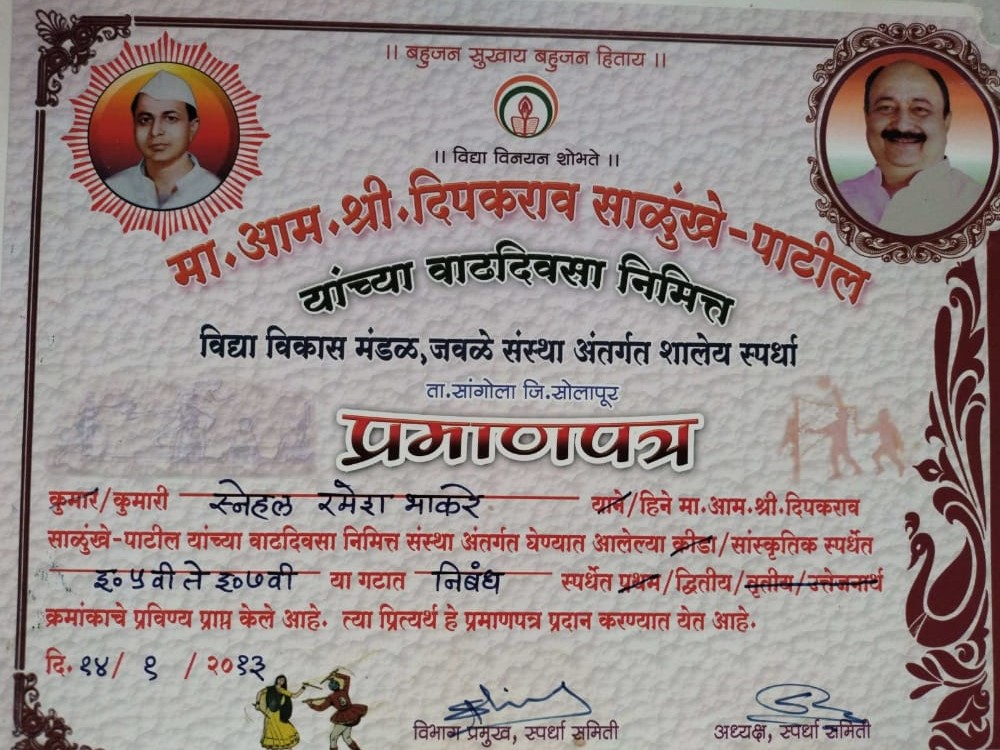 ।। बहुजन सुखाय बहुजन हिताय ।।
।। विद्या विनयन शोभते ।।
मा.आम.श्री.दिपकराव साळुंखे-पाटील
यांच्या वाढदिवसा निमित्त
विद्या विकास मंडळ,जवळे संस्था अंतर्गत शालेय स्पर्धा
ता.सांगोला जि.सोलापूर
प्रमाणपत्र
कुमार/कुमारी स्नेहल रमेश भाकरे याने/हिने मा.आम.श्री.दिपकराव
साळुंखे-पाटील यांच्या वाढदिवसा निमित्त संस्था अंतर्गत घेण्यात आलेल्या क्रीडा/सांस्कृतिक स्पर्धेत
इ.५वी ते इ.७वी या गटात निबंध स्पर्धेत प्रथम/द्वितीय/तृतीय/उत्तेजनार्थ
क्रमांकाचे प्रविण्य प्राप्त केले आहे. त्या प्रित्यर्थ हे प्रमाणपत्र प्रदान करण्यात येत आहे.
दि.१४/ १ /२०१३
विभाग प्रमुख, स्पर्धा समिती
अध्यक्ष, स्पर्धा समिती